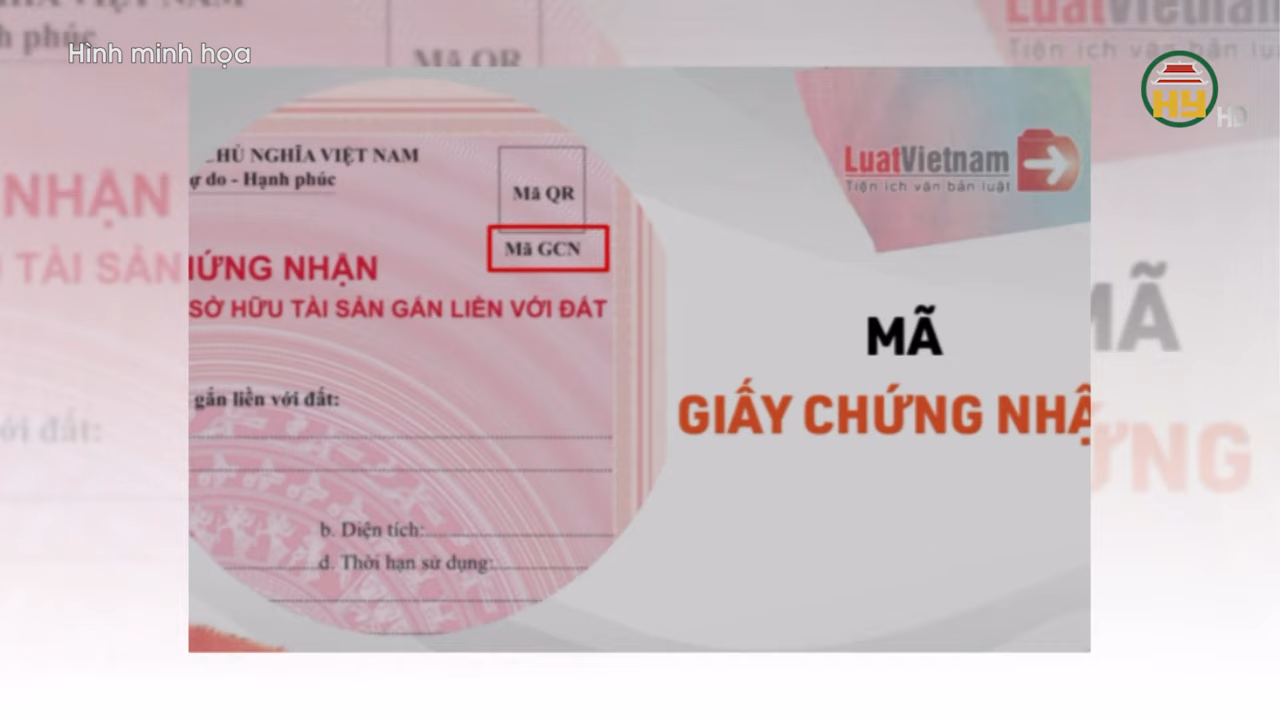 Hình minh họa
HY
HD
LuatVietnam
Tiện ích văn bản luật
HỦ NGHĨA VIỆT NAM
ự do - Hạnh phúc
Mã QR
Mã GCN
ỨNG NHẬN
SỞ HỮU TÀI SẢN GẮN LIỀN VỚI ĐẤT
gắn liền với đất:
b. Diện tích:
d. Thời hạn sử dụng:
MÃ
GIẤY CHỨNG NHẬ